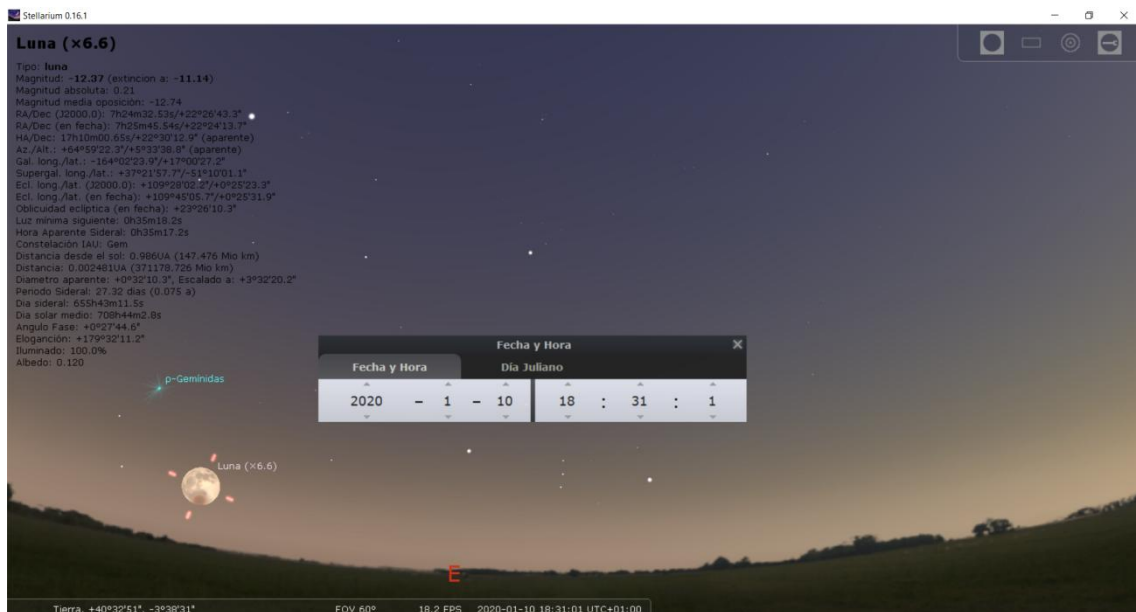 Stellarium 0.16.1
Luna (×6.6)
Tipo: luna
Magnitud: -12.37 (extincion a: -11.14)
Magnitud absoluta: 0.21
Magnitud media oposición: -12.74
RA/Dec (J2000.0): 7h24m32.53s/+22°26'43.3"
RA/Dec (en fecha): 7h25m45.54s/+22°24'13.7"
HA/Dec: 17h10m00.65s/+22°30'12.9" (aparente)
Az./Alt.: +64°59'22.3"/+5°33'38.8" (aparente)
Gal. long./lat.: -164°02'23.9"/+17°00'27.2"
Supergal. long./lat.: +37°21'57.7"/-51°10'01.1"
Ecl. long./lat. (J2000.0): +109°28'02.2"/+0°25'23.3"
Ecl. long./lat. (en fecha): +109°45'05.7"/+0°25'31.9"
Oblicuidad eclíptica (en fecha): +23°26'10.3"
Luz mínima siguiente: 0h35m18.2s
Hora Aparente Sideral: 0h35m17.2s
Constelación IAU: Gem
Distancia desde el sol: 0.986UA (147.476 Mio km)
Distancia: 0.002481UA (371178.726 Mio km)
Diametro aparente: +0°32'10.3", Escalado a: +3°32'20.2"
Periodo Sideral: 27.32 dias (0.075 a)
Dia sideral: 655h43m11.5s
Dia solar medio: 708h44m2.8s
Angulo Fase: +0°27'44.6"
Eloganción: +179°32'11.2"
Iluminado: 100.0%
Albedo: 0.120
ρ-Gemínidas
Luna (×6.6)
Fecha y Hora
Fecha y Hora Día Juliano
2020 - 1 - 10 18 : 31 : 1
E
Tierra, +40°32'51", -3°38'31" FOV 60° 18.2 FPS 2020-01-10 18:31:01 UTC+01:00